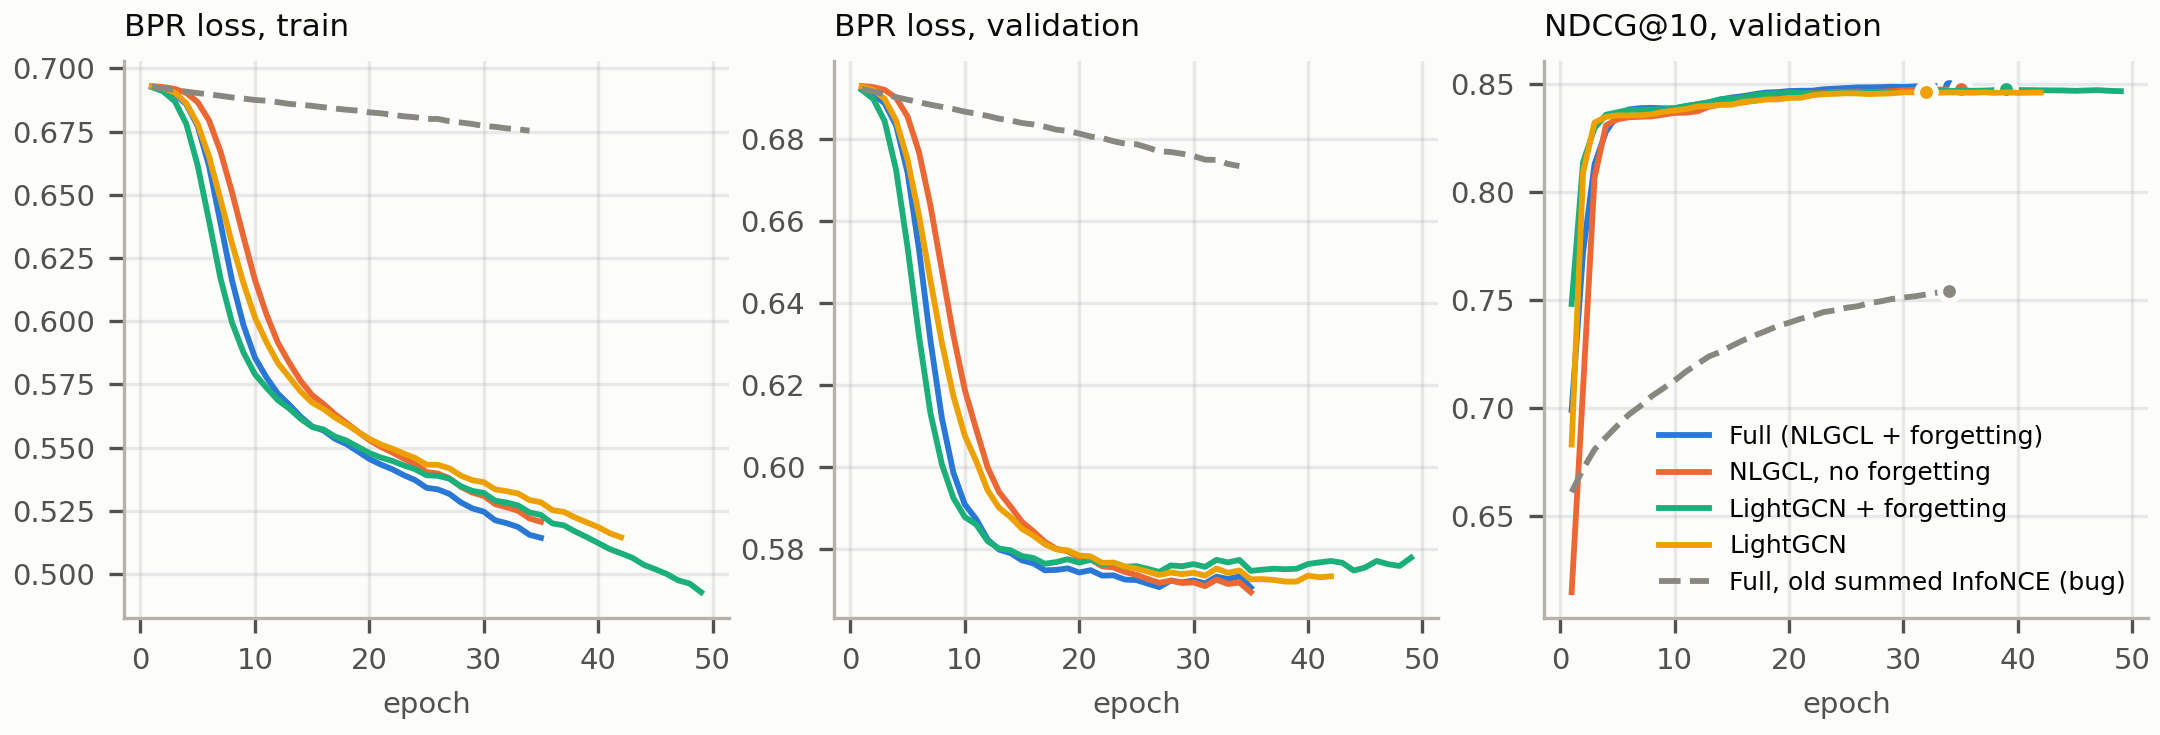 BPR loss, train
0.700
0.675
0.650
0.625
0.600
0.575
0.550
0.525
0.500
0 10 20 30 40 50
epoch
BPR loss, validation
0.68
0.66
0.64
0.62
0.60
0.58
0 10 20 30 40 50
epoch
NDCG@10, validation
0.85
0.80
0.75
0.70
0.65
Full (NLGCL + forgetting)
NLGCL, no forgetting
LightGCN + forgetting
LightGCN
Full, old summed InfoNCE (bug)
0 10 20 30 40 50
epoch